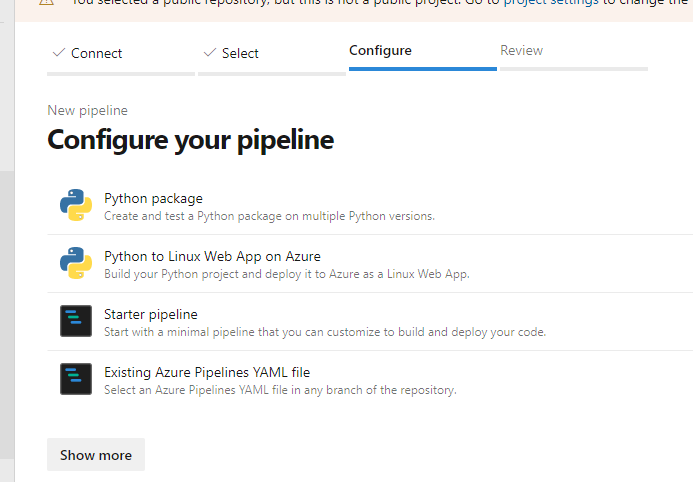 You selected a public repository, but this is not a public project. Go to project settings to change the
Connect
Select
Configure
Review
New pipeline
Configure your pipeline
Python package
Create and test a Python package on multiple Python versions.
Python to Linux Web App on Azure
Build your Python project and deploy it to Azure as a Linux Web App.
Starter pipeline
Start with a minimal pipeline that you can customize to build and deploy your code.
Existing Azure Pipelines YAML file
Select an Azure Pipelines YAML file in any branch of the repository.
Show more